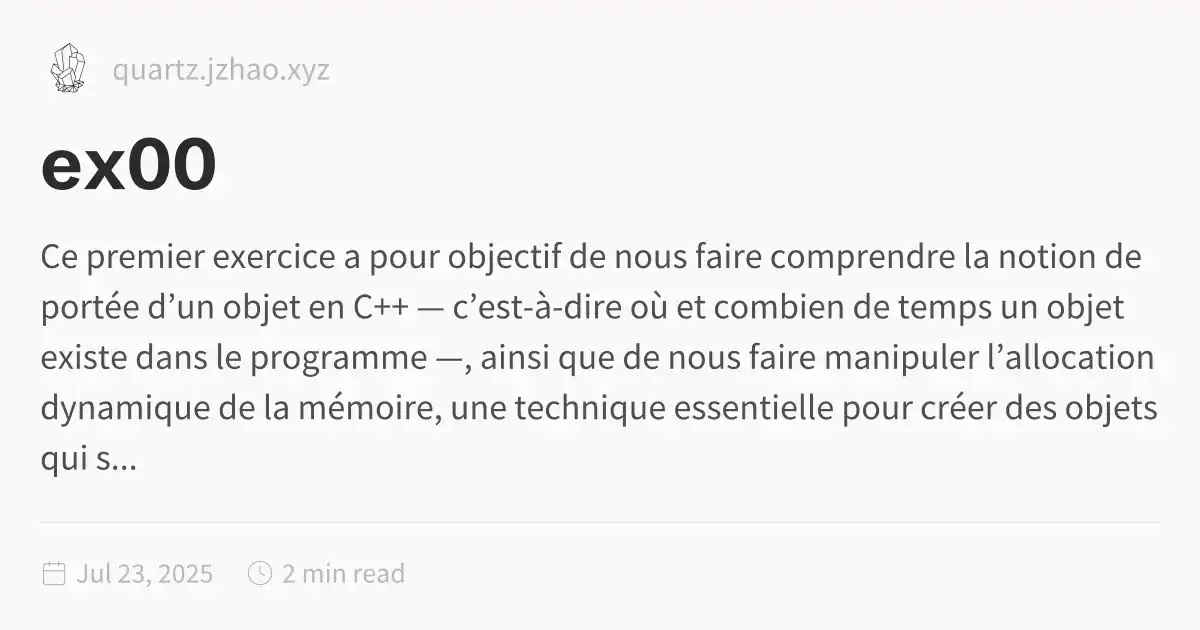 quartz.jzhao.xyz
ex00
Ce premier exercice a pour objectif de nous faire comprendre la notion de
portée d’un objet en C++ — c’est-à-dire où et combien de temps un objet
existe dans le programme —, ainsi que de nous faire manipuler l’allocation
dynamique de la mémoire, une technique essentielle pour créer des objets
qui s...
Jul 23, 2025 2 min read